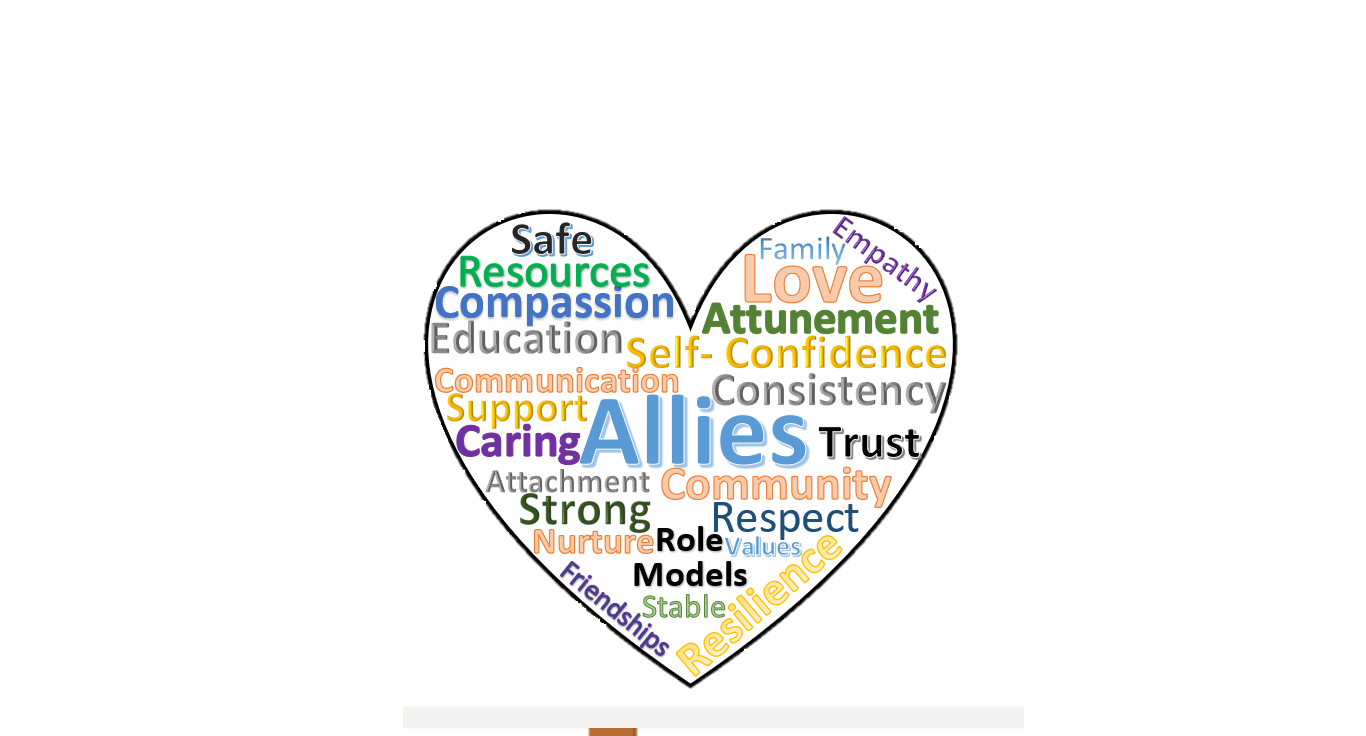 Safe
Resources
Compassion
Education
Family
Empathy
Love
Attunement
Self- Confidence
Communication
Consistency
Support
Allies
Caring
Trust
Attachment
Community
Strong
Respect
Nurture
Role
Models
Values
Friendships
Stable
Resilience